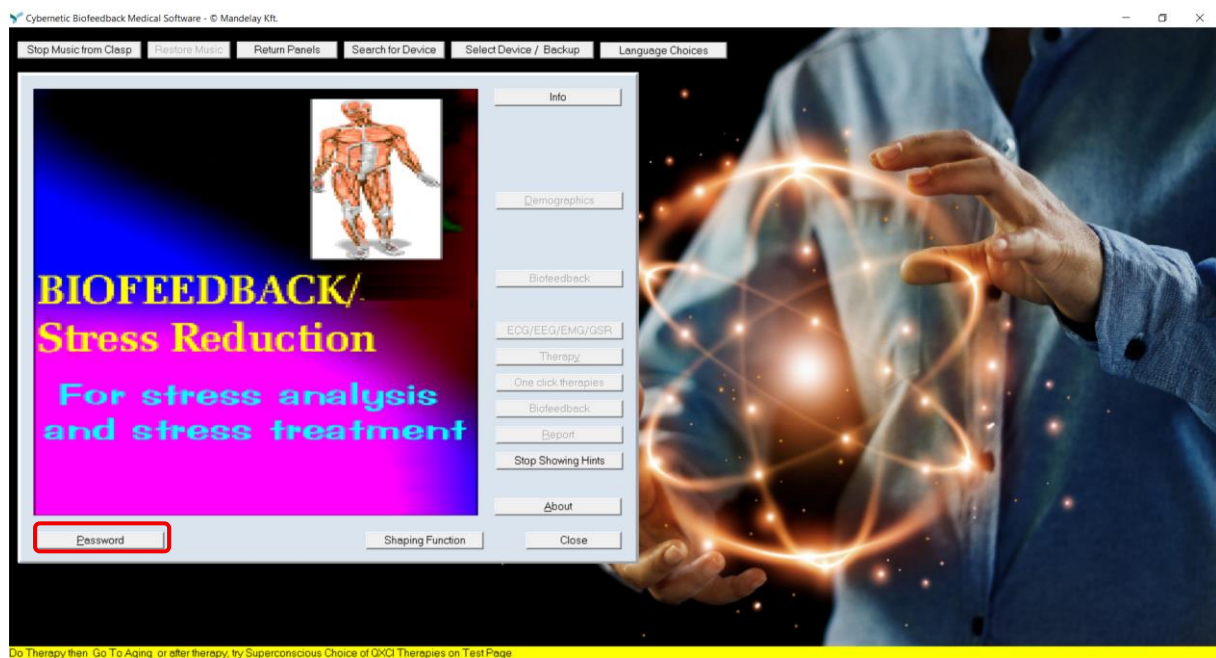 Cybernetic Biofeedback Medical Software - © Mandelay Kft.
Stop Music from Clasp Restore Music Return Panels Search for Device Select Device / Backup Language Choices
Info
Demographics
Biofeedback
BIOFEEDBACK/
Stress Reduction
For stress analysis
and stress treatment
ECG/EEG/EMG/GSR
Therapy
One click therapies
Biofeedback
Report
Stop Showing Hints
About
Password Shaping Function Close
Do Therapy then Go To Aging or after therapy, try Superconscious Choice of QXCI Therapies on Test Page